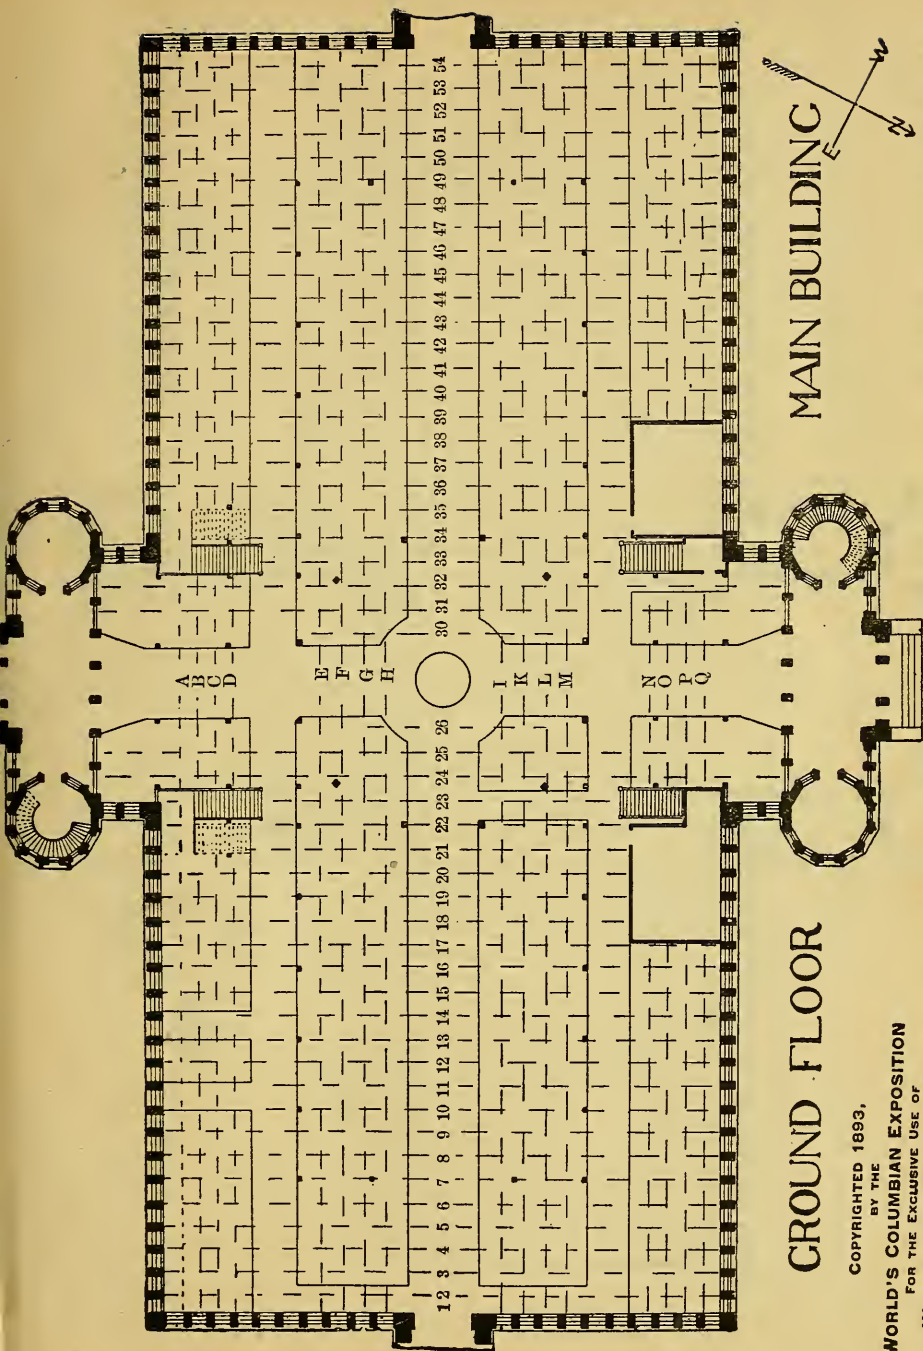 A
B
C
D
E
F
G
H
1 2 3 4 5 6 7 8 9 10 11 12 13 14 15 16 17 18 19 20 21 22 23 24 25 26 30 31 32 33 34 35 36 37 38 39 40 41 42 43 44 45 46 47 48 49 50 51 52 53 54
I
K
L
M
N
O
P
Q
GROUND FLOOR
MAIN BUILDING
E
W
N
COPYRIGHTED 1893,
BY THE
WORLD'S COLUMBIAN EXPOSITION
FOR THE EXCLUSIVE USE OF